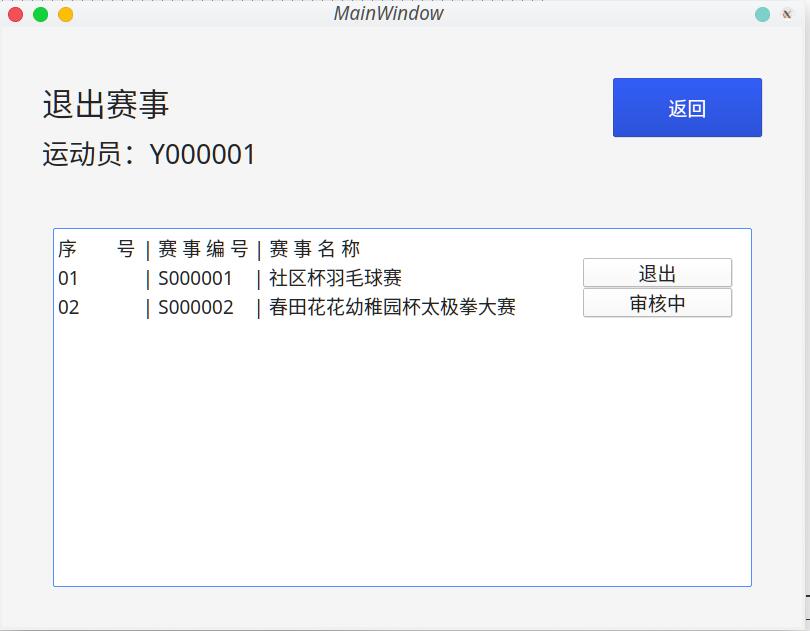 MainWindow
退出赛事
返回
运动员：Y000001
序 号 | 赛 事 编 号 | 赛 事 名 称
01 | S000001 | 社区杯羽毛球赛 退出
02 | S000002 | 春田花花幼稚园杯太极拳大赛 审核中